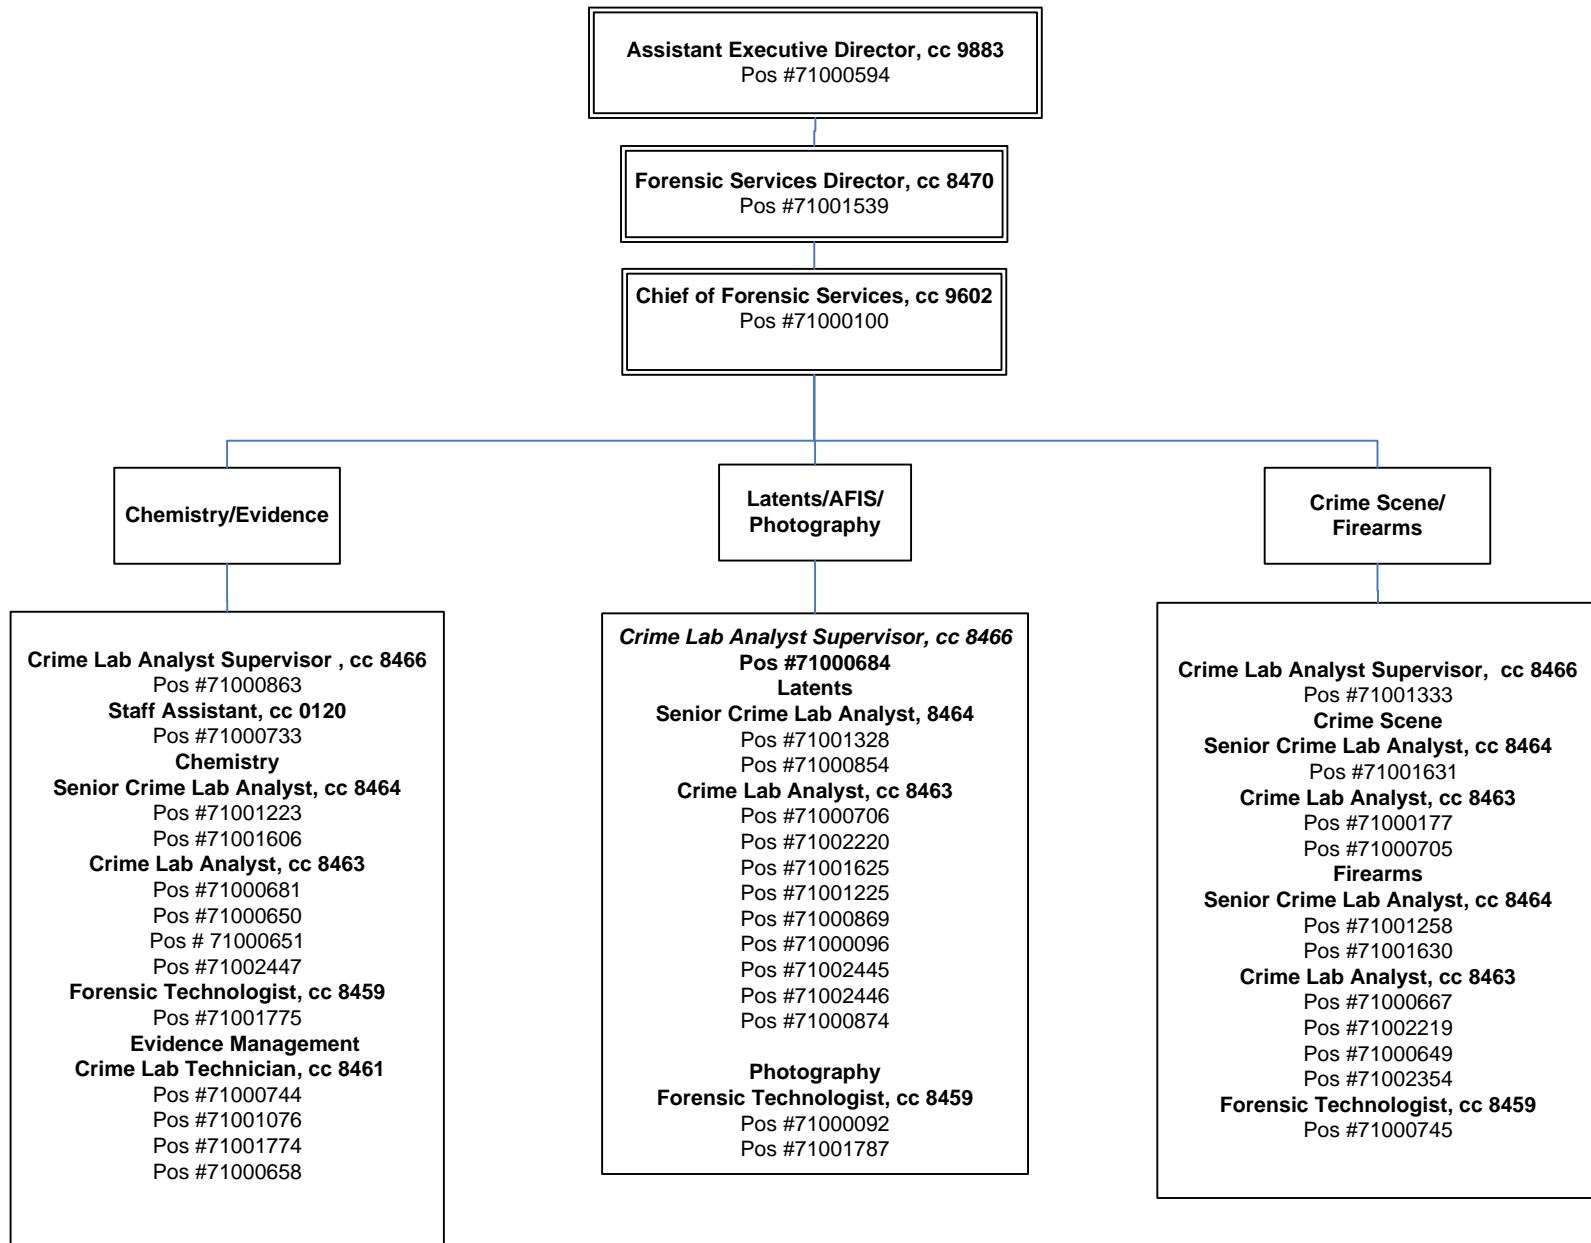 Assistant Executive Director, cc 9883
Pos #71000594
Forensic Services Director, cc 8470
Pos #71001539
Chief of Forensic Services, cc 9602
Pos #71000100
Chemistry/Evidence
Latents/AFIS/
Photography
Crime Scene/
Firearms
Crime Lab Analyst Supervisor , cc 8466
Pos #71000863
Staff Assistant, cc 0120
Pos #71000733
Chemistry
Senior Crime Lab Analyst, cc 8464
Pos #71001223
Pos #71001606
Crime Lab Analyst, cc 8463
Pos #71000681
Pos #71000650
Pos # 71000651
Pos #71002447
Forensic Technologist, cc 8459
Pos #71001775
Evidence Management
Crime Lab Technician, cc 8461
Pos #71000744
Pos #71001076
Pos #71001774
Pos #71000658
Crime Lab Analyst Supervisor, cc 8466
Pos #71000684
Latents
Senior Crime Lab Analyst, 8464
Pos #71001328
Pos #71000854
Crime Lab Analyst, cc 8463
Pos #71000706
Pos #71002220
Pos #71001625
Pos #71001225
Pos #71000869
Pos #71000096
Pos #71002445
Pos #71002446
Pos #71000874
Photography
Forensic Technologist, cc 8459
Pos #71000092
Pos #71001787
Crime Lab Analyst Supervisor, cc 8466
Pos #71001333
Crime Scene
Senior Crime Lab Analyst, cc 8464
Pos #71001631
Crime Lab Analyst, cc 8463
Pos #71000177
Pos #71000705
Firearms
Senior Crime Lab Analyst, cc 8464
Pos #71001258
Pos #71001630
Crime Lab Analyst, cc 8463
Pos #71000667
Pos #71002219
Pos #71000649
Pos #71002354
Forensic Technologist, cc 8459
Pos #71000745